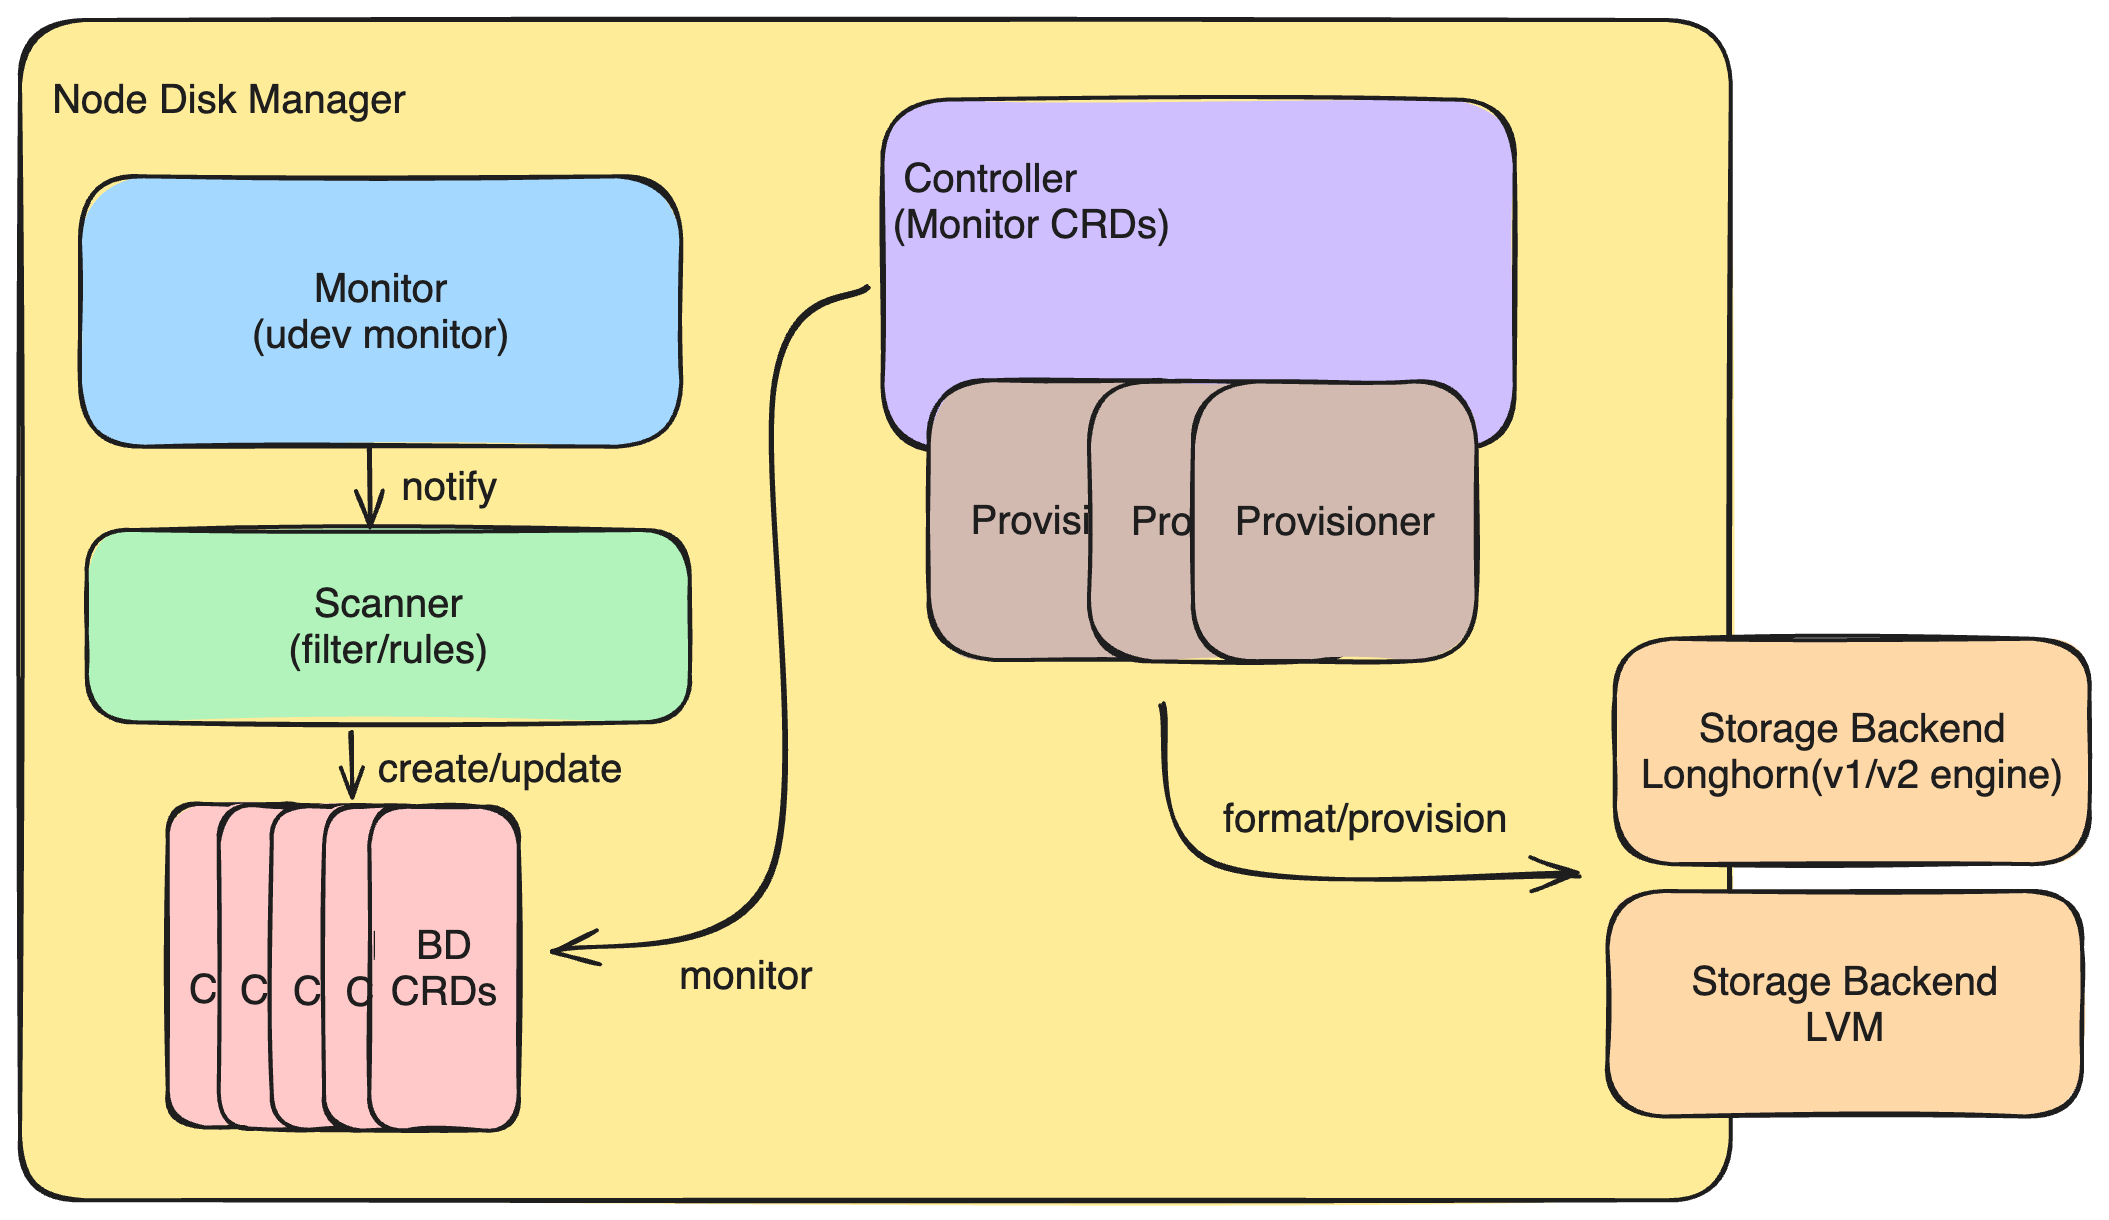 Node Disk Manager
Monitor
(udev monitor)
notify
Scanner
(filter/rules)
create/update
C
C
C
C
BD
CRDs
monitor
Controller
(Monitor CRDs)
Provisi
Pro
Provisioner
format/provision
Storage Backend
Longhorn(v1/v2 engine)
Storage Backend
LVM